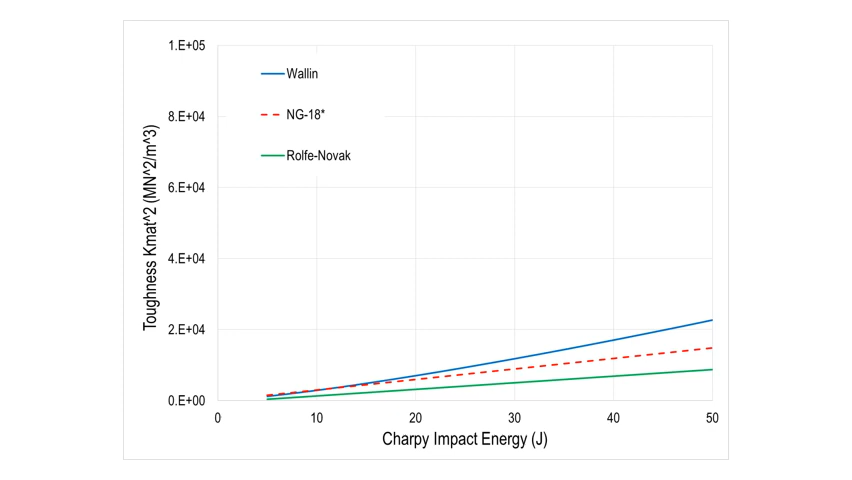 1.E+05
8.E+04
6.E+04
4.E+04
2.E+04
0.E+00
Toughness Kmat^2 (MN^2/m^3)
Wallin
NG-18*
Rolfe-Novak
0 10 20 30 40 50
Charpy Impact Energy (J)